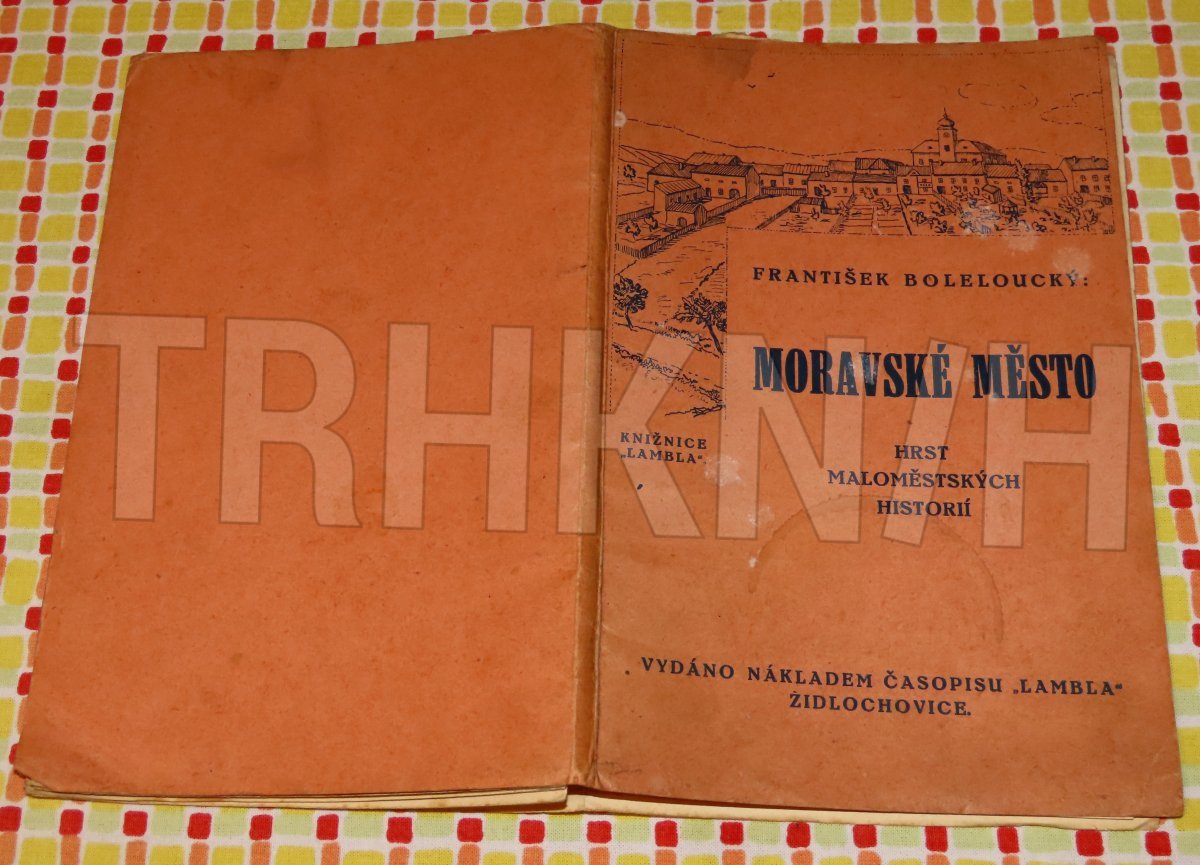 FRANTIŠEK BOLELOUCKÝ:
MORAVSKÉ MĚSTO
KNIŽNICE
„LAMBLA“.
HRST
MALOMĚSTSKÝCH
HISTORIÍ
VYDÁNO NÁKLADEM ČASOPISU „LAMBLA“
ŽIDLOCHOVICE.
TRHKNIH